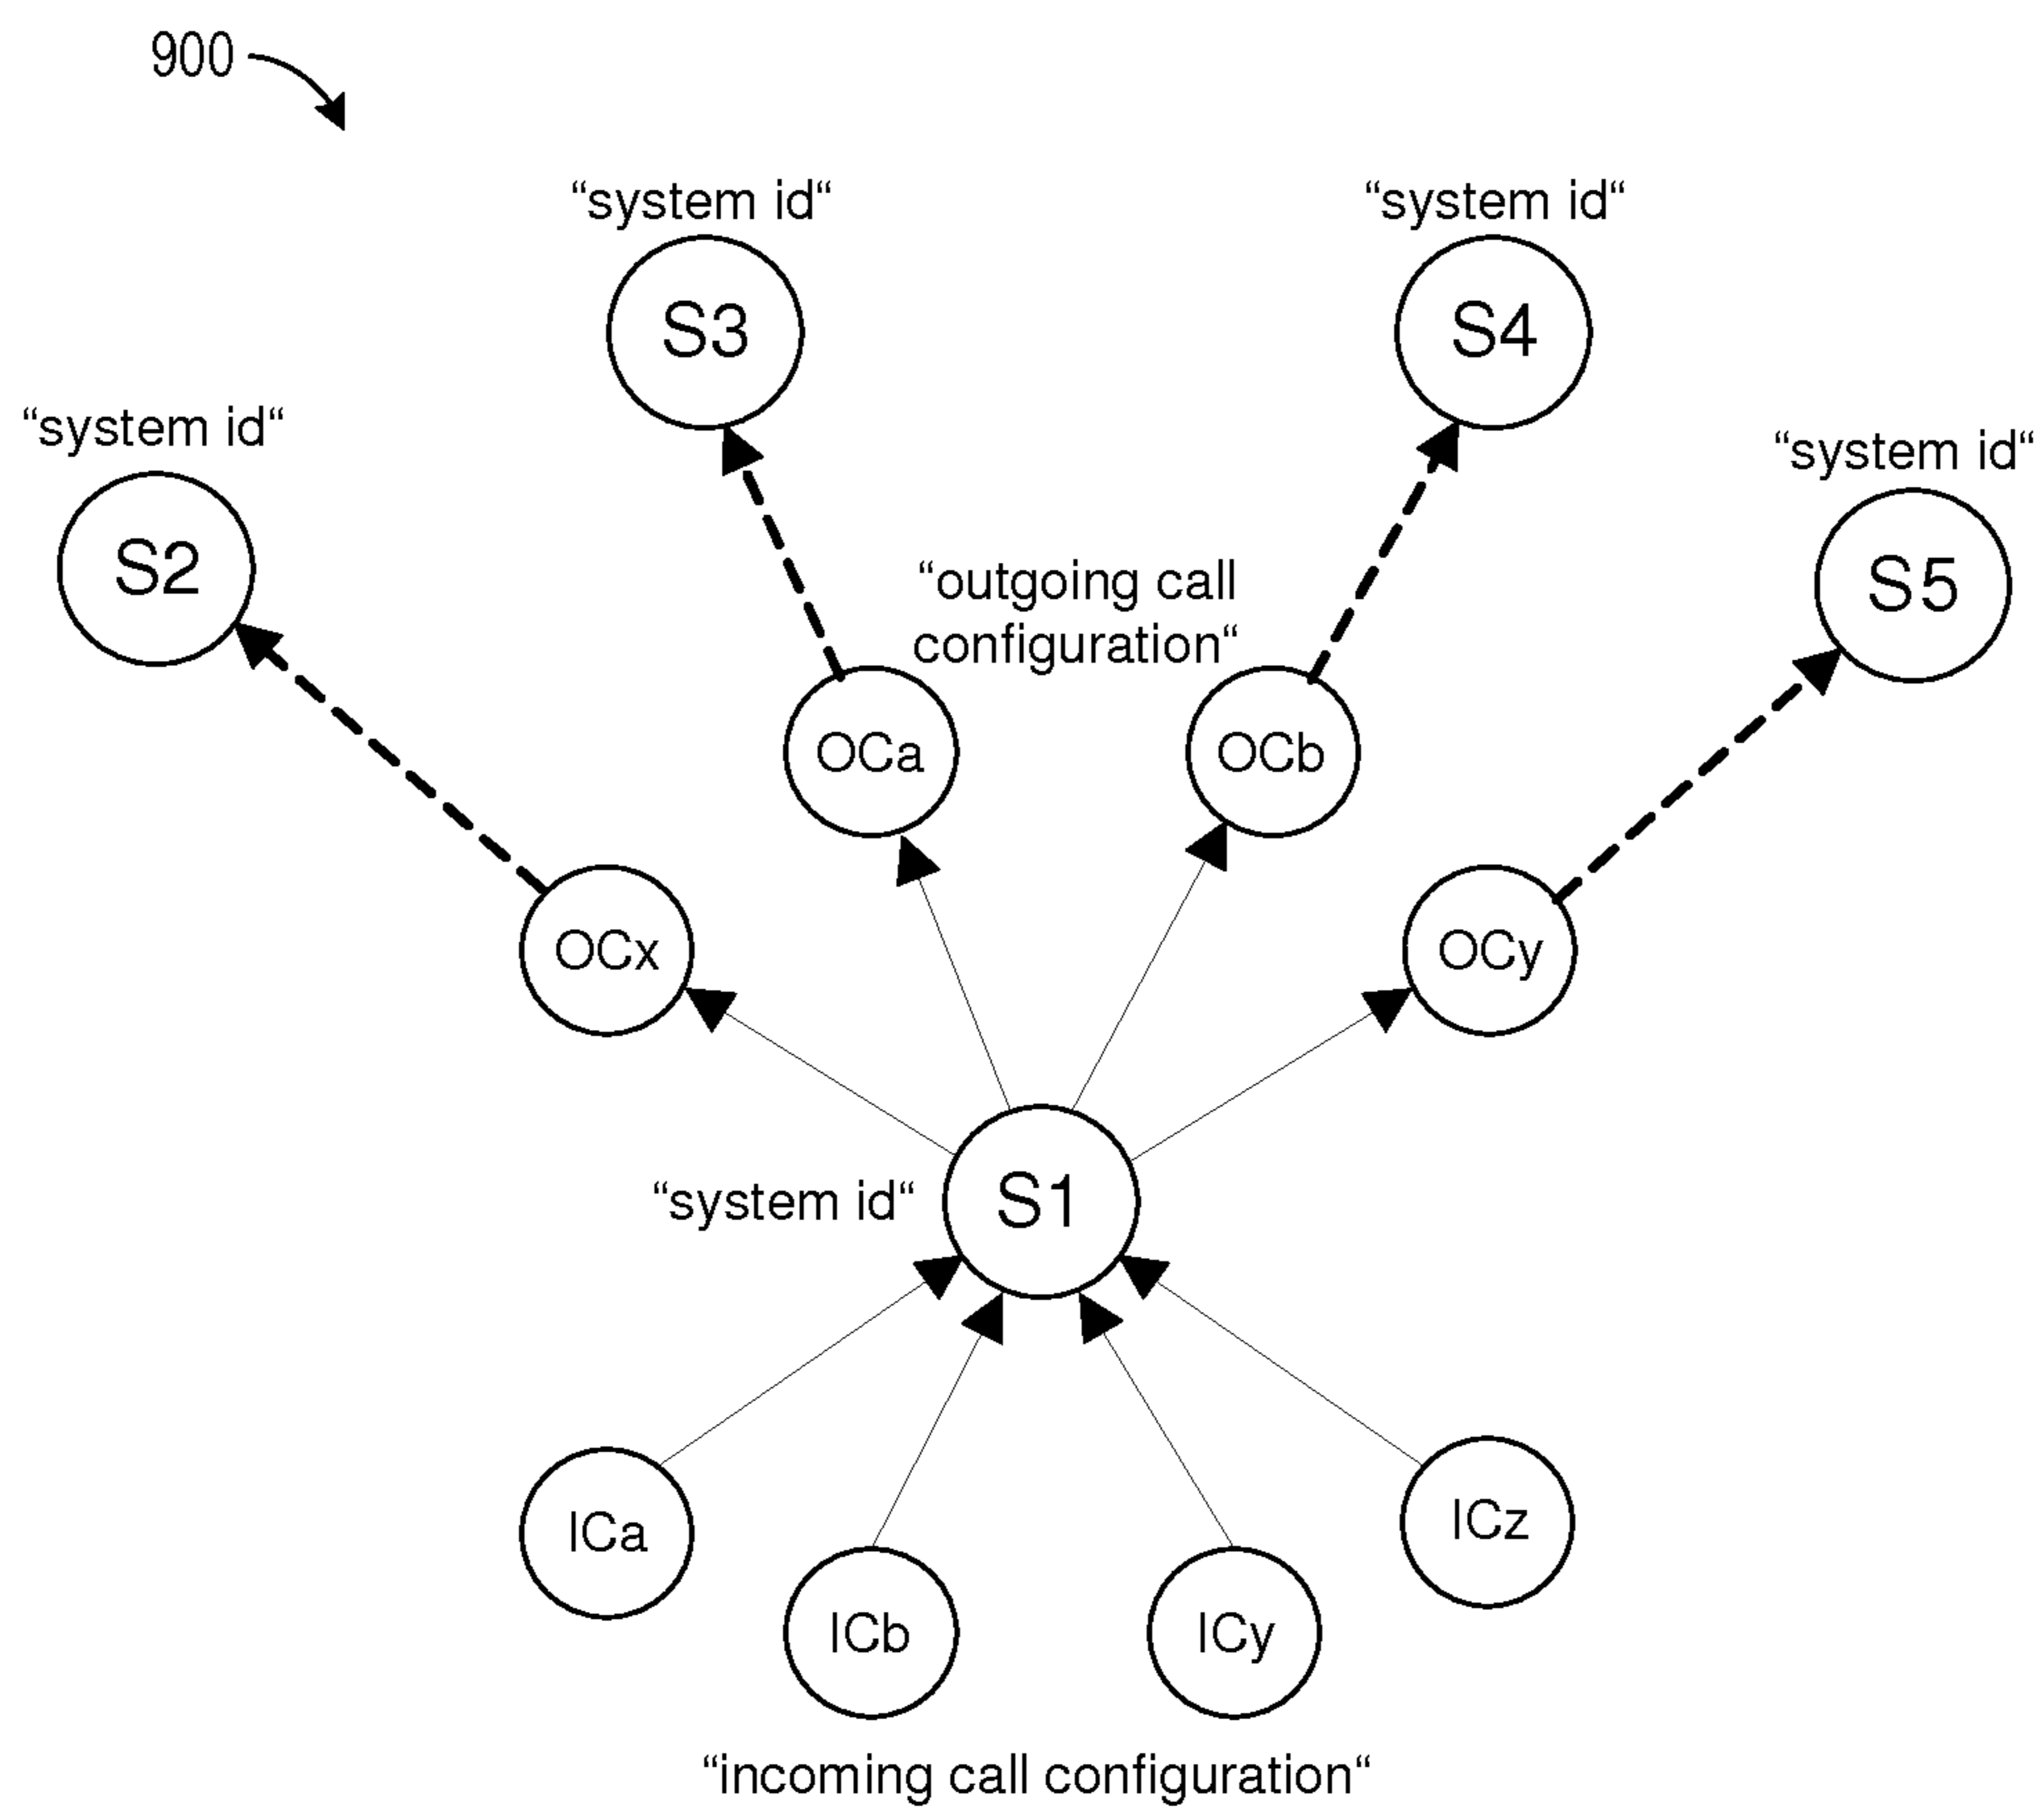 900
“system id“
“system id“
S3
S4
“system id“
“system id“
S2
S5
“outgoing call
configuration“
OCa
OCb
OCx
OCy
“system id“
S1
ICa
ICz
ICb
ICy
“incoming call configuration“